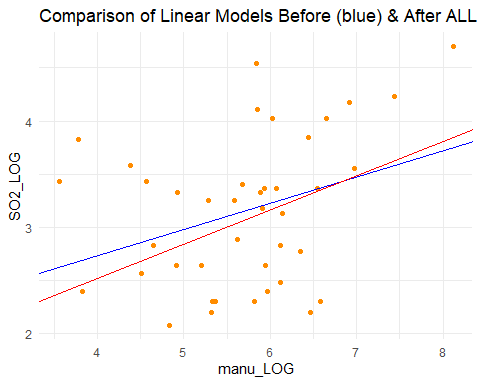 Comparison of Linear Models Before (blue) & After ALL
SO2_LOG
4
3
2
4 5 6 7 8
manu_LOG